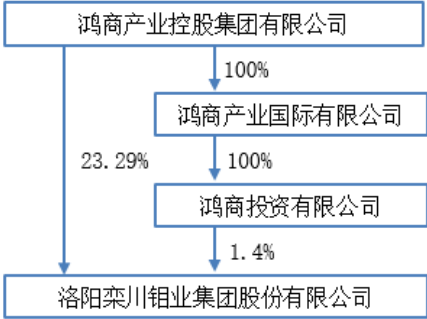 鸿商产业控股集团有限公司
100%
鸿商产业国际有限公司
23.29%
100%
鸿商投资有限公司
1.4%
洛阳栾川钼业集团股份有限公司